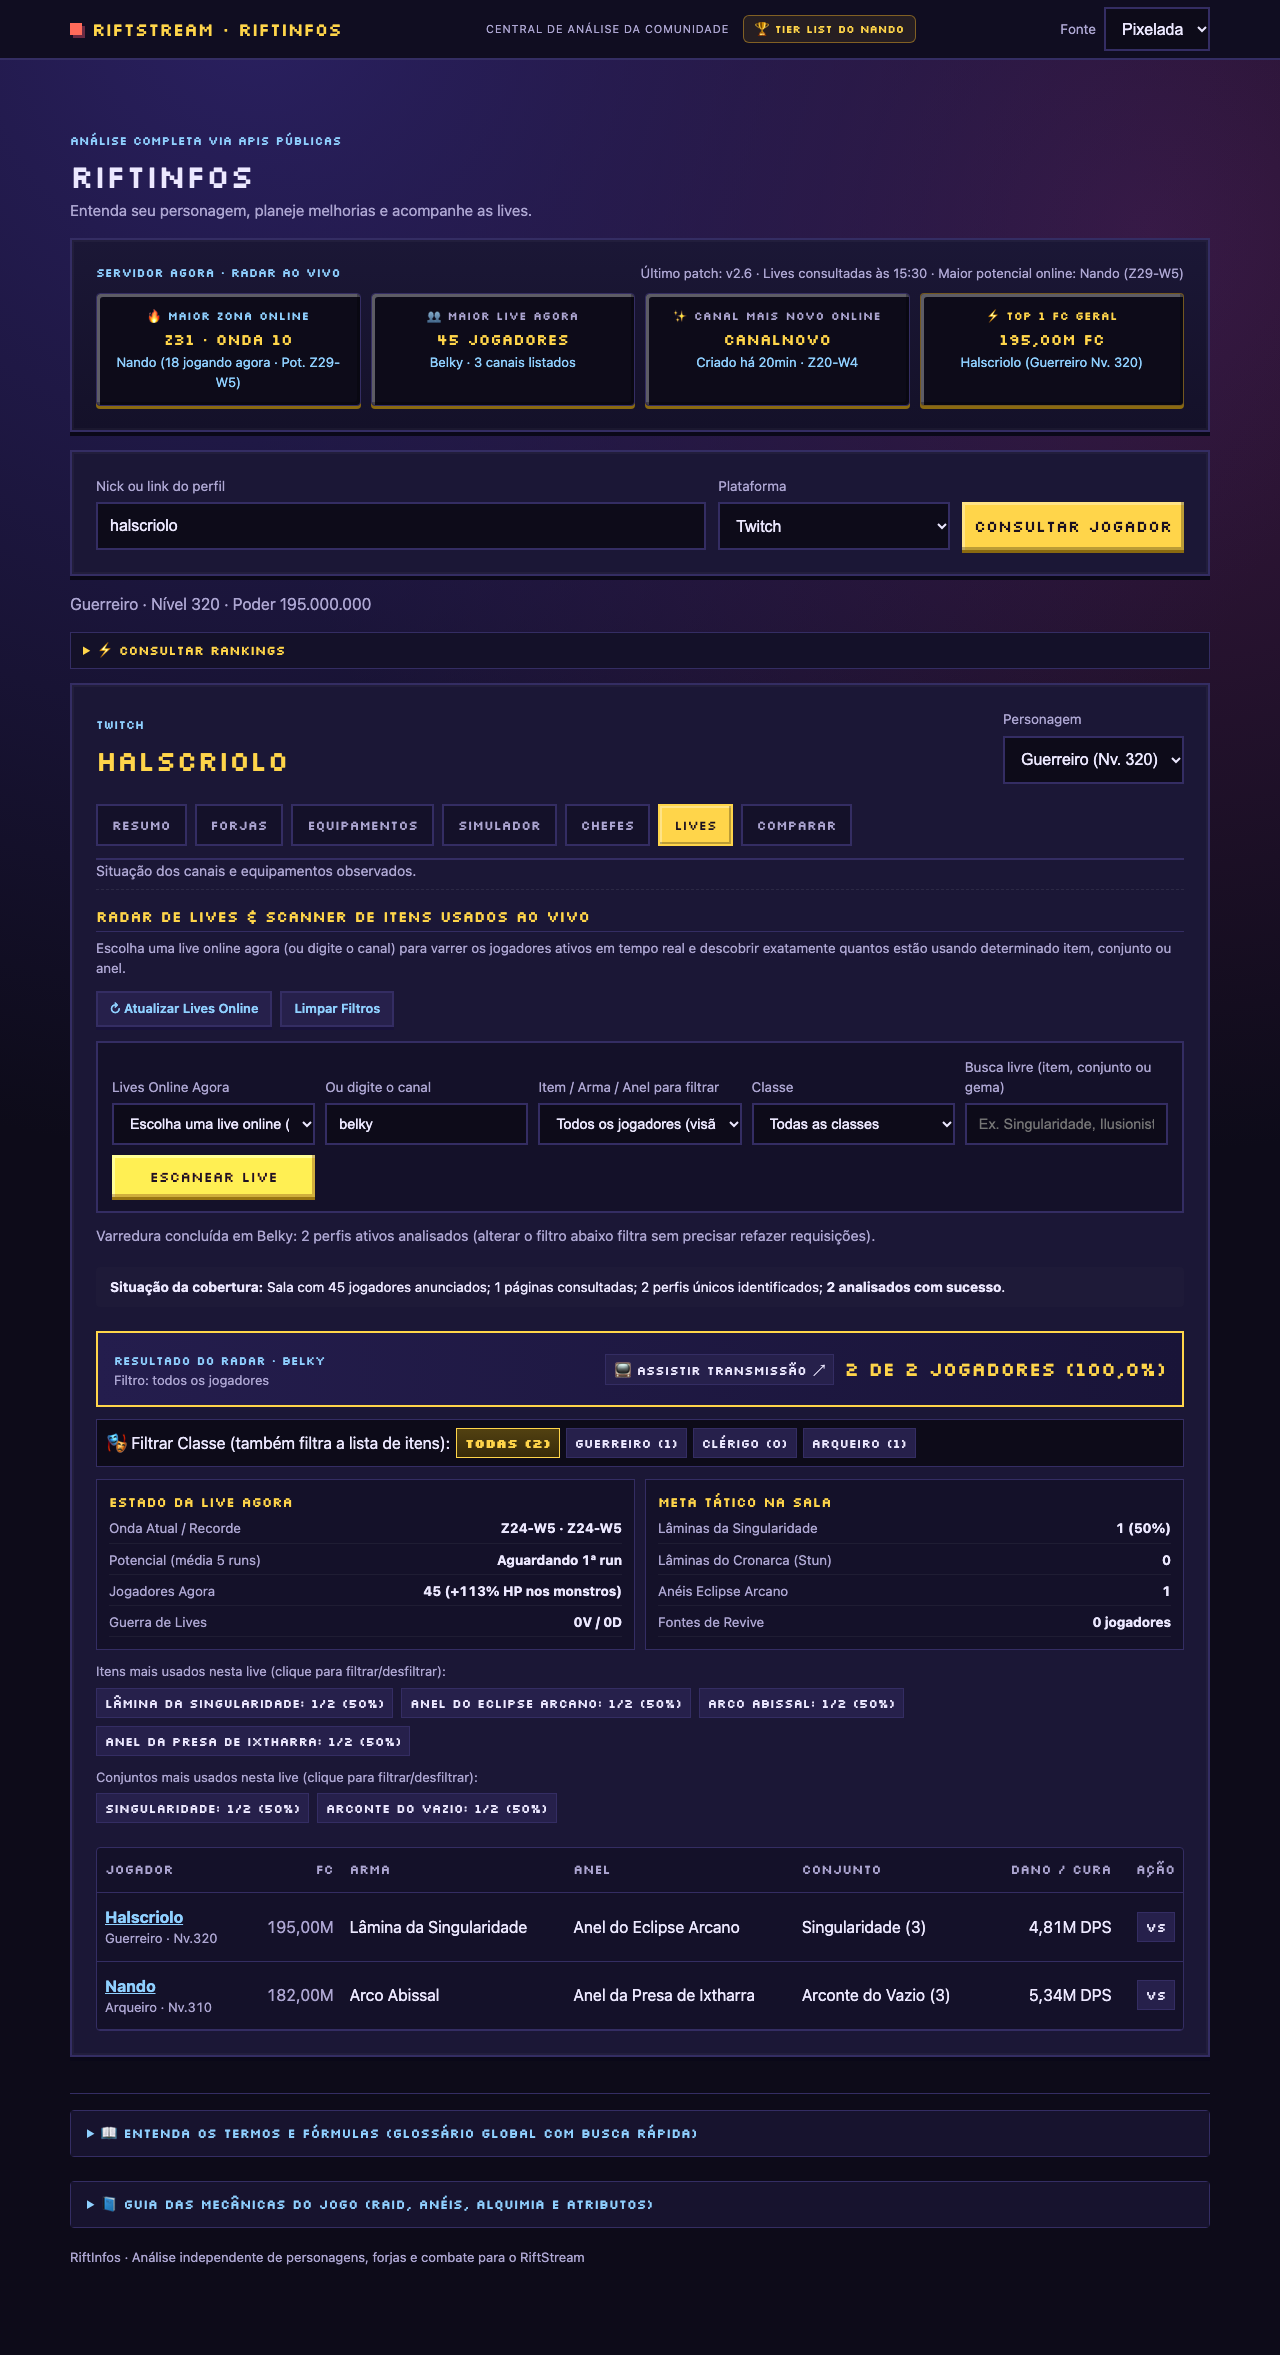 RIFTSTREAM · RIFTINFOS
CENTRAL DE ANÁLISE DA COMUNIDADE
🏆 TIER LIST DO NANDO
Fonte
Pixelada
ANÁLISE COMPLETA VIA APIS PÚBLICAS
RIFTINFOS
Entenda seu personagem, planeje melhorias e acompanhe as lives.
SERVIDOR AGORA · RADAR AO VIVO
Último patch: v2.6 · Lives consultadas às 15:30 · Maior potencial online: Nando (Z29-W5)
🔥 MAIOR ZONA ONLINE
Z31 · ONDA 10
Nando (18 jogando agora · Pot. Z29-
W5)
👥 MAIOR LIVE AGORA
45 JOGADORES
Belky · 3 canais listados
✨ CANAL MAIS NOVO ONLINE
CANALNOVO
Criado há 20min · Z20-W4
⚡ TOP 1 FC GERAL
195,00M FC
Halscriolo (Guerreiro Nv. 320)
Nick ou link do perfil
halscriolo
Plataforma
Twitch
CONSULTAR JOGADOR
Guerreiro · Nível 320 · Poder 195.000.000
▶ ⚡ CONSULTAR RANKINGS
TWITCH
HALSCRIOLO
Personagem
Guerreiro (Nv. 320)
RESUMO
FORJAS
EQUIPAMENTOS
SIMULADOR
CHEFES
LIVES
COMPARAR
Situação dos canais e equipamentos observados.
RADAR DE LIVES & SCANNER DE ITENS USADOS AO VIVO
Escolha uma live online agora (ou digite o canal) para varrer os jogadores ativos em tempo real e descobrir exatamente quantos estão usando determinado item, conjunto ou
anel.
↻ Atualizar Lives Online
Limpar Filtros
Lives Online Agora
Escolha uma live online (
Ou digite o canal
belky
Item / Arma / Anel para filtrar
Todos os jogadores (visã
Classe
Todas as classes
Busca livre (item, conjunto ou
gema)
Ex. Singularidade, Ilusionist
ESCANEAR LIVE
Varredura concluída em Belky: 2 perfis ativos analisados (alterar o filtro abaixo filtra sem precisar refazer requisições).
Situação da cobertura: Sala com 45 jogadores anunciados; 1 páginas consultadas; 2 perfis únicos identificados; 2 analisados com sucesso.
RESULTADO DO RADAR · BELKY
Filtro: todos os jogadores
📺 ASSISTIR TRANSMISSÃO ↗
2 DE 2 JOGADORES (100,0%)
🎭 Filtrar Classe (também filtra a lista de itens):
TODAS (2)
GUERREIRO (1)
CLÉRIGO (0)
ARQUEIRO (1)
ESTADO DA LIVE AGORA
Onda Atual / Recorde
Z24-W5 · Z24-W5
Potencial (média 5 runs)
Aguardando 1ª run
Jogadores Agora
45 (+113% HP nos monstros)
Guerra de Lives
0V / 0D
META TÁTICO NA SALA
Lâminas da Singularidade
1 (50%)
Lâminas do Cronarca (Stun)
0
Anéis Eclipse Arcano
1
Fontes de Revive
0 jogadores
Itens mais usados nesta live (clique para filtrar/desfiltrar):
LÂMINA DA SINGULARIDADE: 1/2 (50%)
ANEL DO ECLIPSE ARCANO: 1/2 (50%)
ARCO ABISSAL: 1/2 (50%)
ANEL DA PRESA DE IXTHARRA: 1/2 (50%)
Conjuntos mais usados nesta live (clique para filtrar/desfiltrar):
SINGULARIDADE: 1/2 (50%)
ARCONTE DO VAZIO: 1/2 (50%)
JOGADOR
FC
ARMA
ANEL
CONJUNTO
DANO / CURA
AÇÃO
Halscriolo
Guerreiro · Nv.320
195,00M
Lâmina da Singularidade
Anel do Eclipse Arcano
Singularidade (3)
4,81M DPS
VS
Nando
Arqueiro · Nv.310
182,00M
Arco Abissal
Anel da Presa de Ixtharra
Arconte do Vazio (3)
5,34M DPS
VS
▶ 📖 ENTENDA OS TERMOS E FÓRMULAS (GLOSSÁRIO GLOBAL COM BUSCA RÁPIDA)
▶ 📘 GUIA DAS MECÂNICAS DO JOGO (RAID, ANÉIS, ALQUIMIA E ATRIBUTOS)
RiftInfos · Análise independente de personagens, forjas e combate para o RiftStream